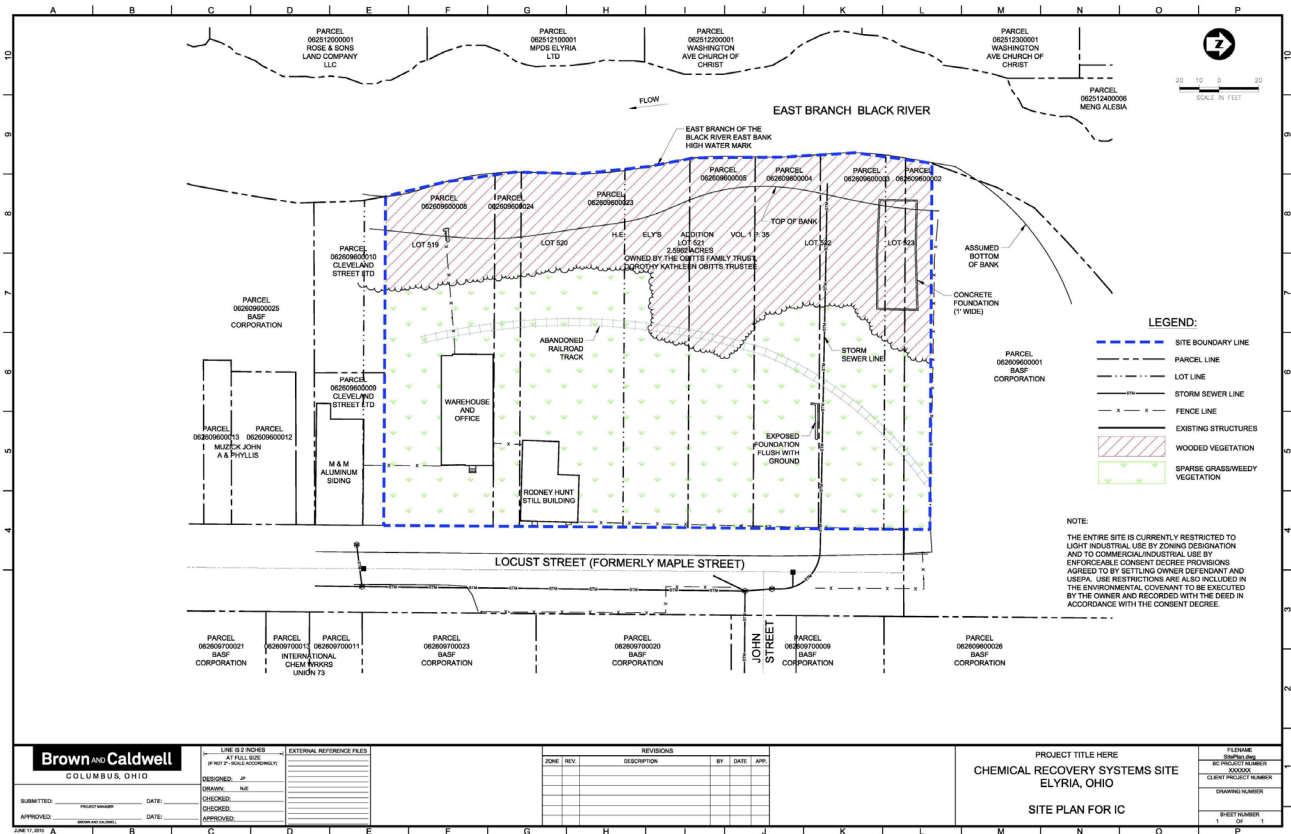 A B C D E F G H I J K L M N O P
10
9
8
7
6
5
4
3
2
1
PARCEL
062512000001
ROSE & SONS
LAND COMPANY
LLC
PARCEL
062512100001
MPDS ELYRIA
LTD
PARCEL
062512200001
WASHINGTON
AVE CHURCH OF
CHRIST
PARCEL
062512300001
WASHINGTON
AVE CHURCH OF
CHRIST
PARCEL
062512400006
MENG ALESIA
Z
20 10 0 20
SCALE IN FEET
FLOW
EAST BRANCH BLACK RIVER
EAST BRANCH OF THE
BLACK RIVER EAST BANK
HIGH WATER MARK
PARCEL
062609600008
PARCEL
062609600024
PARCEL
062609600023
PARCEL
062609600005
PARCEL
062609600004
PARCEL
062609600003
PARCEL
062609600002
TOP OF BANK
LOT 519
LOT 520
H.E. ELY'S ADDITION VOL. 1 P. 35
LOT 521
2.5962 ACRES
OWNED BY THE OBITTS FAMILY TRUST,
DOROTHY KATHLEEN OBITTS TRUSTEE
LOT 522
LOT 523
ASSUMED
BOTTOM
OF BANK
CONCRETE
FOUNDATION
(1' WIDE)
PARCEL
062609600010
CLEVELAND
STREET LTD
PARCEL
062609600025
BASF
CORPORATION
ABANDONED
RAILROAD
TRACK
STORM
SEWER LINE
PARCEL
062609600001
BASF
CORPORATION
PARCEL
062609600009
CLEVELAND
STREET LTD
WAREHOUSE
AND
OFFICE
PARCEL
062609600013
PARCEL
062609600012
MUZICK JOHN
A & PHYLLIS
M & M
ALUMINUM
SIDING
EXPOSED
FOUNDATION
FLUSH WITH
GROUND
RODNEY HUNT
STILL BUILDING
LEGEND:
SITE BOUNDARY LINE
PARCEL LINE
LOT LINE
STM
STORM SEWER LINE
X X
FENCE LINE
EXISTING STRUCTURES
WOODED VEGETATION
SPARSE GRASS/WEEDY
VEGETATION
NOTE:
THE ENTIRE SITE IS CURRENTLY RESTRICTED TO
LIGHT INDUSTRIAL USE BY ZONING DESIGNATION
AND TO COMMERCIAL/INDUSTRIAL USE BY
ENFORCEABLE CONSENT DECREE PROVISIONS
AGREED TO BY SETTLING OWNER DEFENDANT AND
USEPA. USE RESTRICTIONS ARE ALSO INCLUDED IN
THE ENVIRONMENTAL COVENANT TO BE EXECUTED
BY THE OWNER AND RECORDED WITH THE DEED IN
ACCORDANCE WITH THE CONSENT DECREE.
LOCUST STREET (FORMERLY MAPLE STREET)
JOHN
STREET
PARCEL
062609700021
BASF
CORPORATION
PARCEL
062609700013
PARCEL
062609700011
INTERNATIONAL
CHEM WRKRS
UNION 73
PARCEL
062609700023
BASF
CORPORATION
PARCEL
062609700020
BASF
CORPORATION
PARCEL
062609700009
BASF
CORPORATION
PARCEL
062609600026
BASF
CORPORATION
Brown AND Caldwell
COLUMBUS, OHIO
SUBMITTED: DATE:
PROJECT MANAGER
APPROVED: DATE:
BROWN AND CALDWELL
LINE IS 2 INCHES
AT FULL SIZE
(IF NOT 2" - SCALE ACCORDINGLY)
DESIGNED: JP
DRAWN: NJE
CHECKED:
CHECKED:
APPROVED:
EXTERNAL REFERENCE FILES
REVISIONS
ZONE REV. DESCRIPTION BY DATE APP.
PROJECT TITLE HERE
CHEMICAL RECOVERY SYSTEMS SITE
ELYRIA, OHIO
SITE PLAN FOR IC
FILENAME
SitePlan.dwg
BC PROJECT NUMBER
XXXXXX
CLIENT PROJECT NUMBER
DRAWING NUMBER
SHEET NUMBER
1 OF 1
A B C D E F G H I J K L M N O P